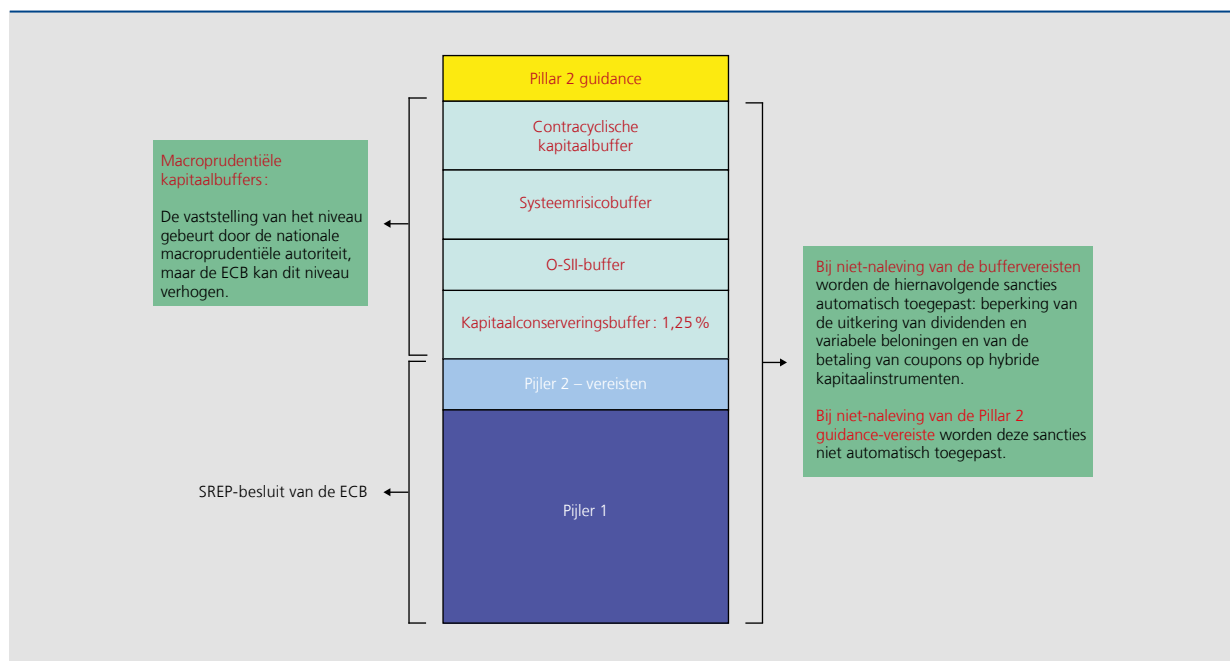 Pillar 2 guidance
Contracyclische
kapitaalbuffer
Systeemrisicobuffer
O-SII-buffer
Kapitaalconserveringsbuffer : 1,25 %
Pijler 2 – vereisten
Pijler 1
Macroprudentiële
kapitaalbuffers :
De vaststelling van het niveau
gebeurt door de nationale
macroprudentiële autoriteit,
maar de ECB kan dit niveau
verhogen.
SREP-besluit van de ECB
Bij niet-naleving van de buffervereisten
worden de hiernavolgende sancties
automatisch toegepast: beperking van
de uitkering van dividenden en
variabele beloningen en van de
betaling van coupons op hybride
kapitaalinstrumenten.
Bij niet-naleving van de Pillar 2
guidance-vereiste worden deze sancties
niet automatisch toegepast.